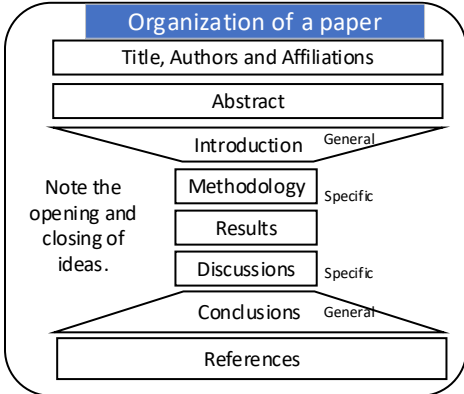 Organization of a paper
Title, Authors and Affiliations
Abstract
Introduction
General
Methodology
Specific
Note the
opening and
closing of
ideas.
Results
Discussions
Specific
Conclusions
General
References